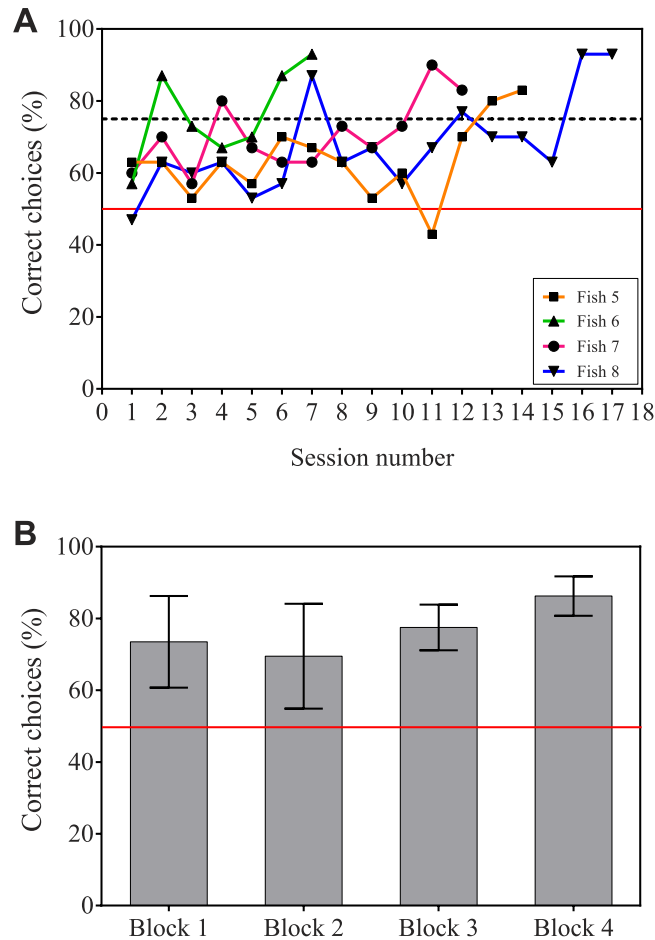 A
100
80
60
40
20
0
Correct choices (%)
Fish 5
Fish 6
Fish 7
Fish 8
0 1 2 3 4 5 6 7 8 9 10 11 12 13 14 15 16 17 18
Session number
B
100
80
60
40
20
0
Correct choices (%)
Block 1 Block 2 Block 3 Block 4